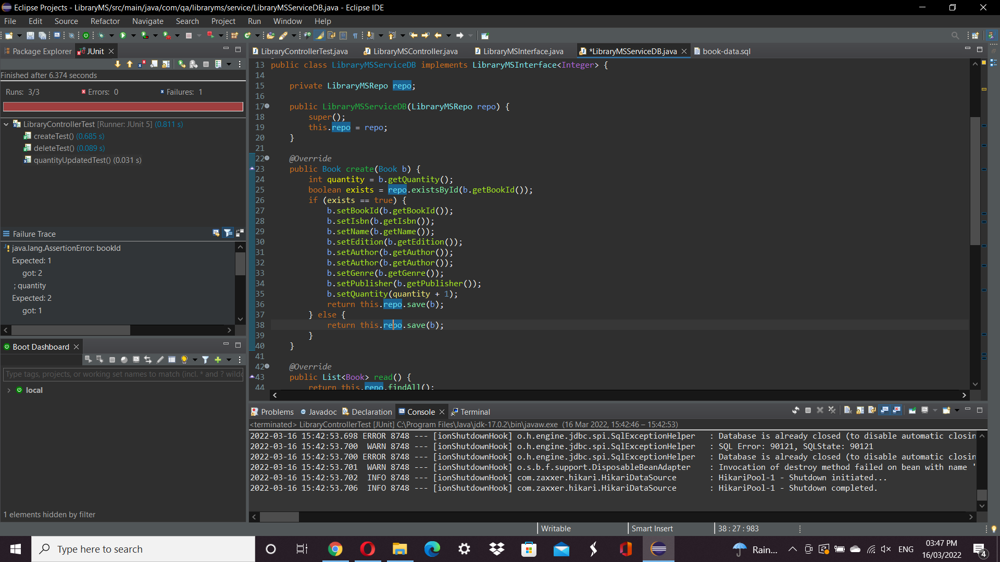 Eclipse Projects - LibraryMS/src/main/java/com/qa/libraryms/service/LibraryMSServiceDB.java - Eclipse IDE
File Edit Source Refactor Navigate Search Project Run Window Help
Package Explorer JUnit
Finished after 6.374 seconds
Runs: 3/3 Errors: 0 Failures: 1
LibraryControllerTest [Runner: JUnit 5] (0.811 s)
createTest() (0.685 s)
deleteTest() (0.089 s)
quantityUpdatedTest() (0.031 s)
Failure Trace
java.lang.AssertionError: bookId
Expected: 1
got: 2
; quantity
Expected: 2
got: 1
Boot Dashboard
Type tags, projects, or working set names to match (incl. * and ? wildc
local
1 elements hidden by filter
LibraryControllerTest.java LibraryMSController.java LibraryMSInterface.java *LibraryMSServiceDB.java book-data.sql
13 public class LibraryMSServiceDB implements LibraryMSInterface<Integer> {
14
15 private LibraryMSRepo repo;
16
17 public LibraryMSServiceDB(LibraryMSRepo repo) {
18 super();
19 this.repo = repo;
20 }
21
22 @Override
23 public Book create(Book b) {
24 int quantity = b.getQuantity();
25 boolean exists = repo.existsById(b.getBookId());
26 if (exists == true) {
27 b.setBookId(b.getBookId());
28 b.setIsbn(b.getIsbn());
29 b.setName(b.getName());
30 b.setEdition(b.getEdition());
31 b.setAuthor(b.getAuthor());
32 b.setAuthor(b.getAuthor());
33 b.setGenre(b.getGenre());
34 b.setPublisher(b.getPublisher());
35 b.setQuantity(quantity + 1);
36 return this.repo.save(b);
37 } else {
38 return this.repo.save(b);
39 }
40 }
41
42 @Override
43 public List<Book> read() {
44 return this.repo.findAll();
Problems Javadoc Declaration Console Terminal
<terminated> LibraryControllerTest [JUnit] C:\Program Files\Java\jdk-17.0.2\bin\javaw.exe (16 Mar 2022, 15:42:46 – 15:42:53)
2022-03-16 15:42:53.698 ERROR 8748 --- [ionShutdownHook] o.h.engine.jdbc.spi.SqlExceptionHelper : Database is already closed (to disable automatic closin
2022-03-16 15:42:53.700 WARN 8748 --- [ionShutdownHook] o.h.engine.jdbc.spi.SqlExceptionHelper : SQL Error: 90121, SQLState: 90121
2022-03-16 15:42:53.700 ERROR 8748 --- [ionShutdownHook] o.h.engine.jdbc.spi.SqlExceptionHelper : Database is already closed (to disable automatic closin
2022-03-16 15:42:53.701 WARN 8748 --- [ionShutdownHook] o.s.b.f.support.DisposableBeanAdapter : Invocation of destroy method failed on bean with name '
2022-03-16 15:42:53.702 INFO 8748 --- [ionShutdownHook] com.zaxxer.hikari.HikariDataSource : HikariPool-1 - Shutdown initiated...
2022-03-16 15:42:53.706 INFO 8748 --- [ionShutdownHook] com.zaxxer.hikari.HikariDataSource : HikariPool-1 - Shutdown completed.
Writable Smart Insert 38 : 27 : 983
Type here to search
Rain... ENG 03:47 PM
16/03/2022
4